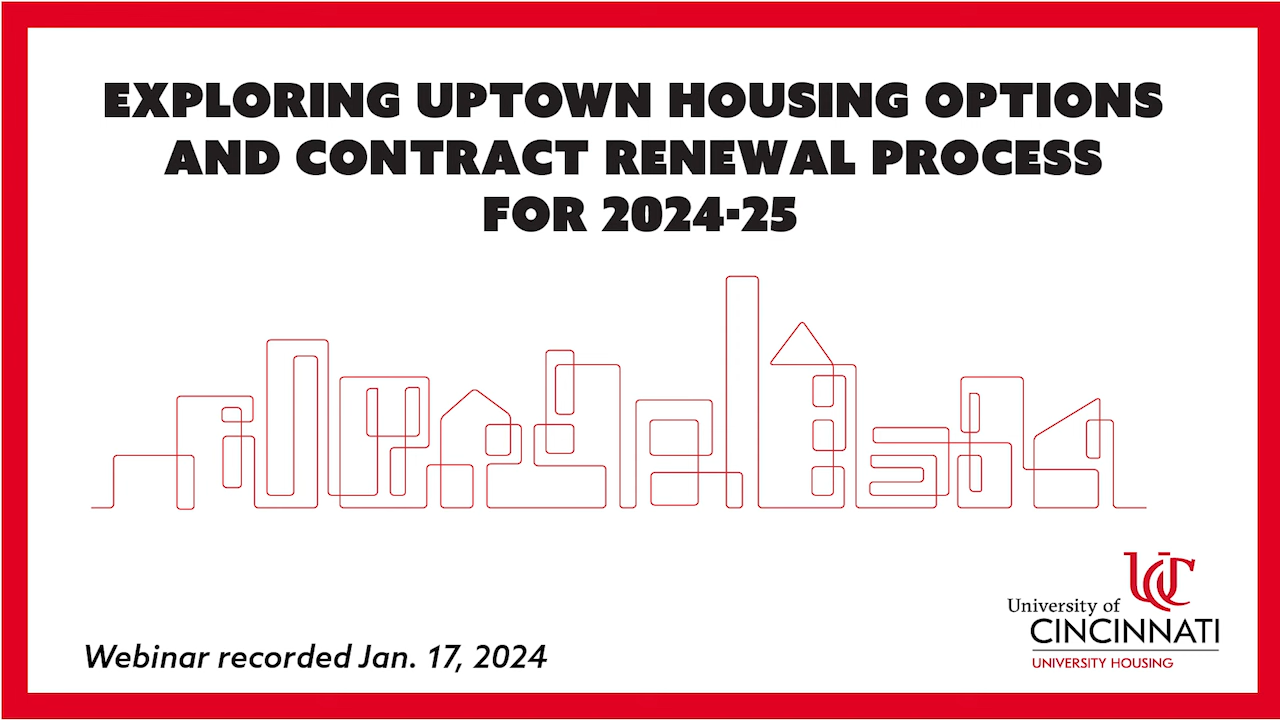 EXPLORING UPTOWN HOUSING OPTIONS
AND CONTRACT RENEWAL PROCESS
FOR 2024-25
UC
University of
CINCINNATI
UNIVERSITY HOUSING
Webinar recorded Jan. 17, 2024